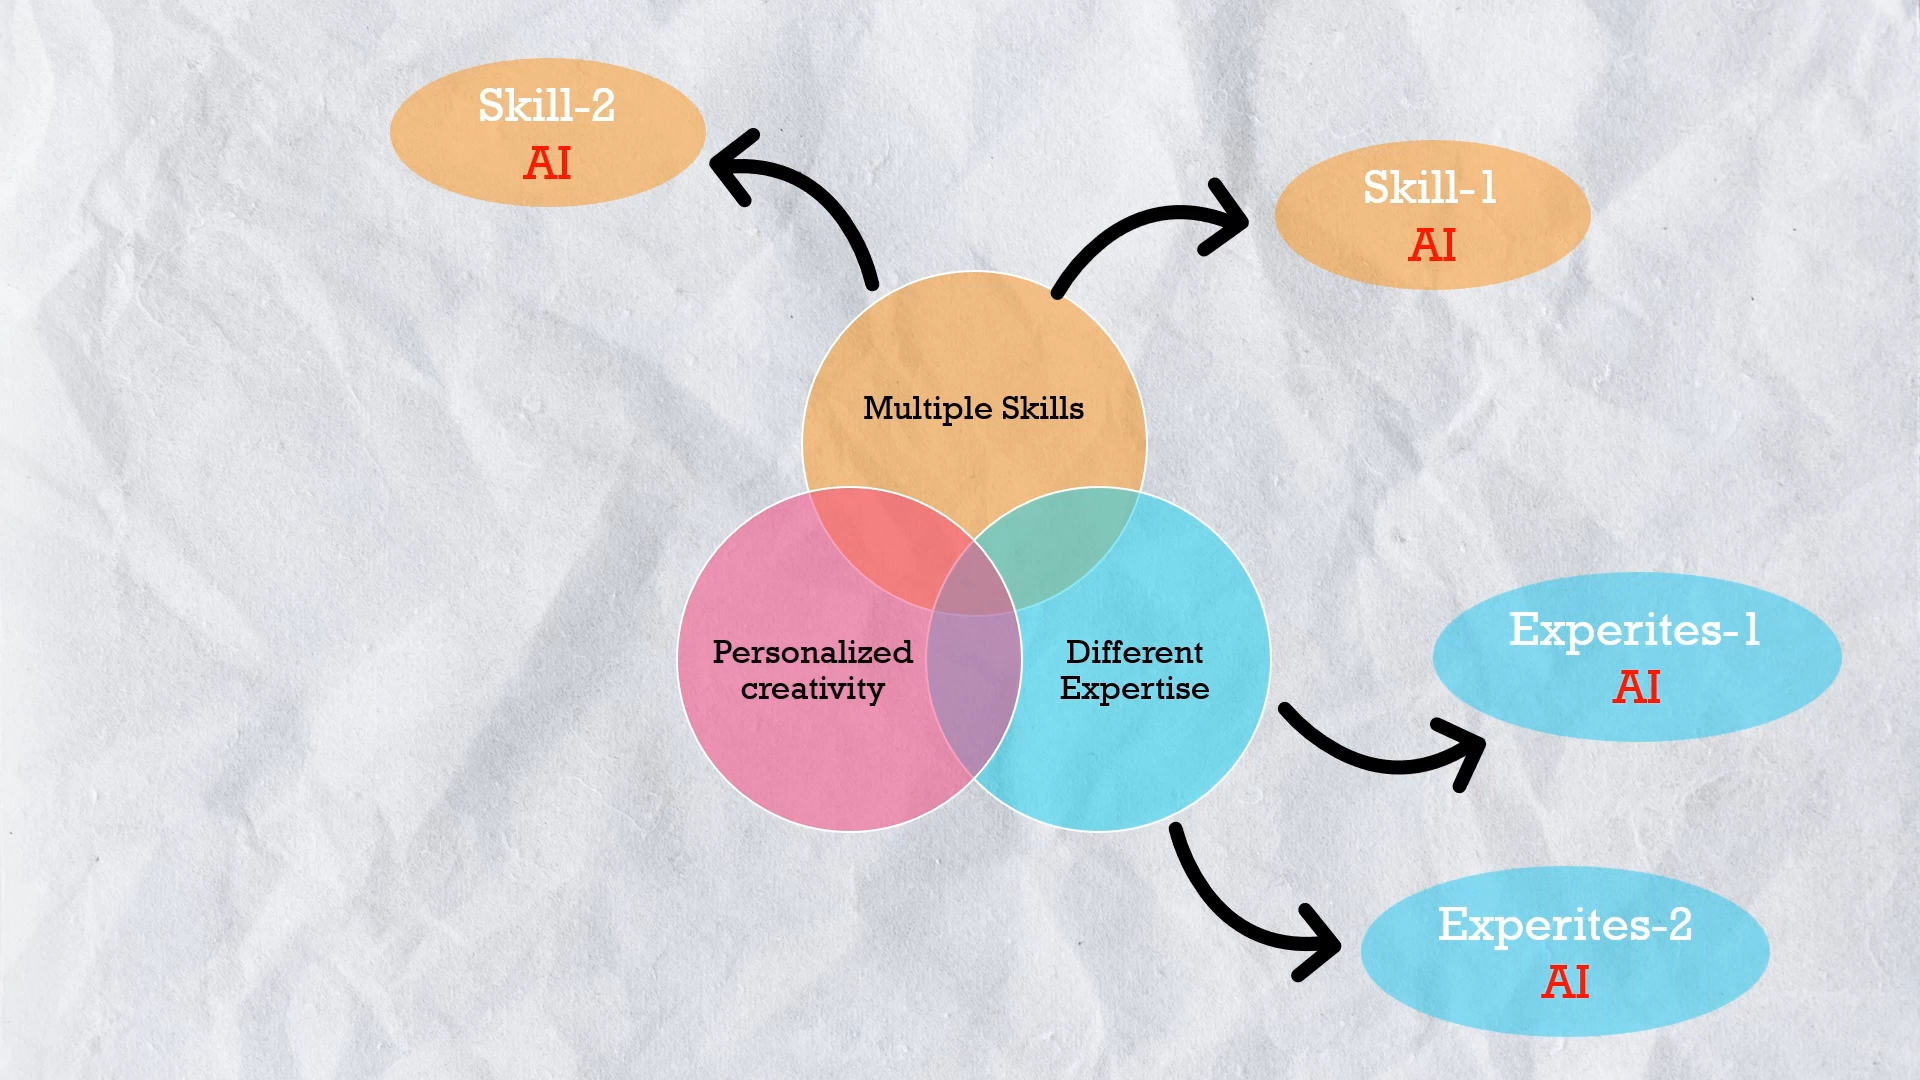 Skill-2
AI
Skill-1
AI
Multiple Skills
Personalized
creativity
Different
Expertise
Experites-1
AI
Experites-2
AI